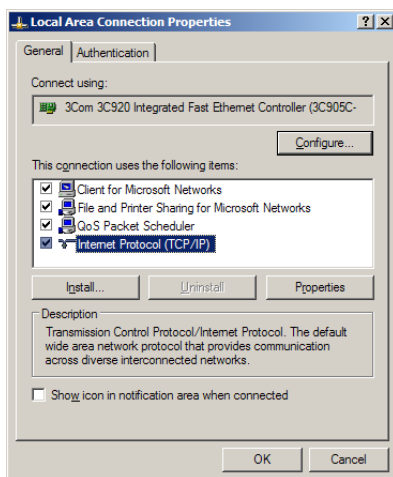 Local Area Connection Properties
General Authentication
Connect using:
3Com 3C920 Integrated Fast Ethernet Controller (3C905C-
Configure...
This connection uses the following items:
Client for Microsoft Networks
File and Printer Sharing for Microsoft Networks
QoS Packet Scheduler
Internet Protocol (TCP/IP)
Install... Uninstall Properties
Description
Transmission Control Protocol/Internet Protocol. The default
wide area network protocol that provides communication
across diverse interconnected networks.
Show icon in notification area when connected
OK Cancel